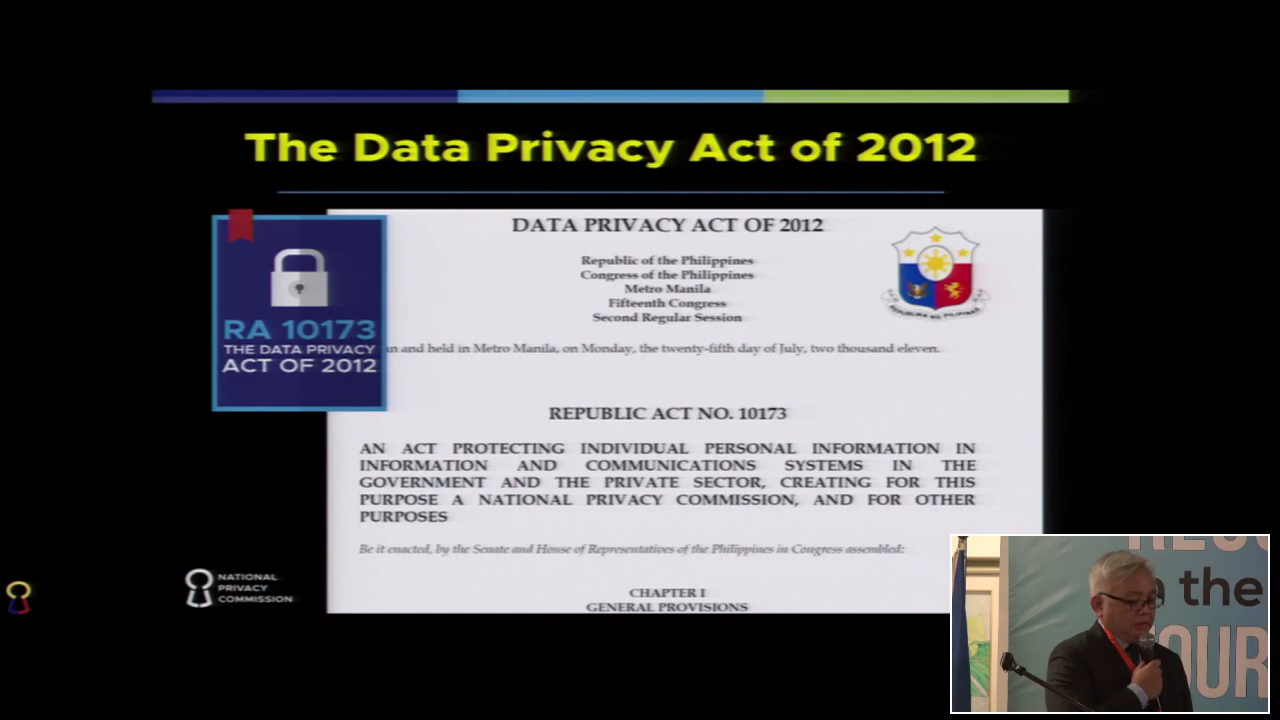 The Data Privacy Act of 2012
DATA PRIVACY ACT OF 2012
Republic of the Philippines
Congress of the Philippines
Metro Manila
Fifteenth Congress
Second Regular Session
RA 10173
THE DATA PRIVACY
ACT OF 2012
and held in Metro Manila, on Monday, the twenty-fifth day of July, two thousand eleven.
REPUBLIC ACT NO. 10173
AN ACT PROTECTING INDIVIDUAL PERSONAL INFORMATION IN
INFORMATION AND COMMUNICATIONS SYSTEMS IN THE
GOVERNMENT AND THE PRIVATE SECTOR, CREATING FOR THIS
PURPOSE A NATIONAL PRIVACY COMMISSION, AND FOR OTHER
PURPOSES
Be it enacted, by the Senate and House of Representatives of the Philippines in Congress assembled:
CHAPTER I
GENERAL PROVISIONS
NATIONAL
PRIVACY
COMMISSION
the
OUR